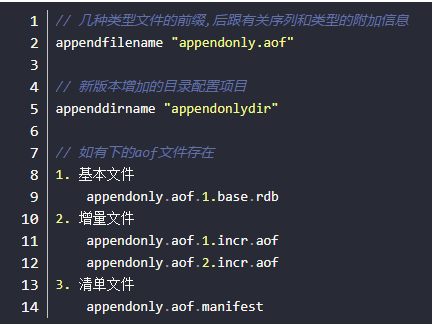 1 // 几种类型文件的前缀,后跟有关序列和类型的附加信息
2 appendfilename "appendonly.aof"
3
4 // 新版本增加的目录配置项目
5 appenddirname "appendonlydir"
6
7 // 如有下的aof文件存在
8 1. 基本文件
9 appendonly.aof.1.base.rdb
10 2. 增量文件
11 appendonly.aof.1.incr.aof
12 appendonly.aof.2.incr.aof
13 3. 清单文件
14 appendonly.aof.manifest